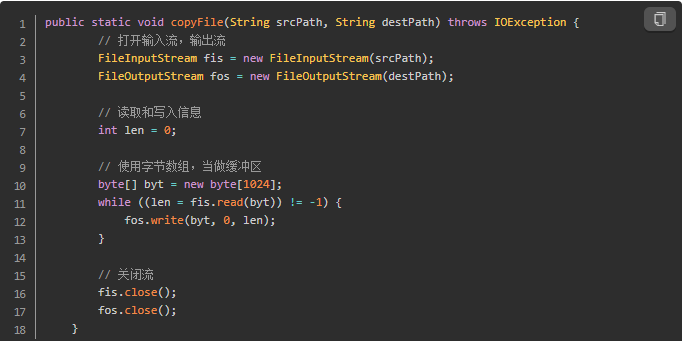 1 public static void copyFile(String srcPath, String destPath) throws IOException {
2 // 打开输入流，输出流
3 FileInputStream fis = new FileInputStream(srcPath);
4 FileOutputStream fos = new FileOutputStream(destPath);
5
6 // 读取和写入信息
7 int len = 0;
8
9 // 使用字节数组，当做缓冲区
10 byte[] byt = new byte[1024];
11 while ((len = fis.read(byt)) != -1) {
12 fos.write(byt, 0, len);
13 }
14
15 // 关闭流
16 fis.close();
17 fos.close();
18 }